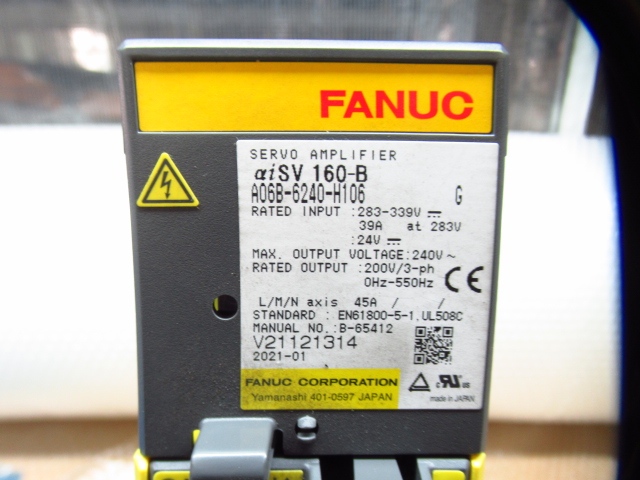 FANUC
SERVO AMPLIFIER
αiSV 160-B
A06B-6240-H106 G
RATED INPUT :283-339V ⎓
39A at 283V
:24V ⎓
MAX. OUTPUT VOLTAGE:240V～
RATED OUTPUT :200V/3-ph
0Hz-550Hz
CE
L/M/N axis 45A / /
STANDARD : EN61800-5-1.UL508C
MANUAL NO.:B-65412
V21121314
2021-01
FANUC CORPORATION
Yamanashi 401-0597 JAPAN
c RU us
made in JAPAN